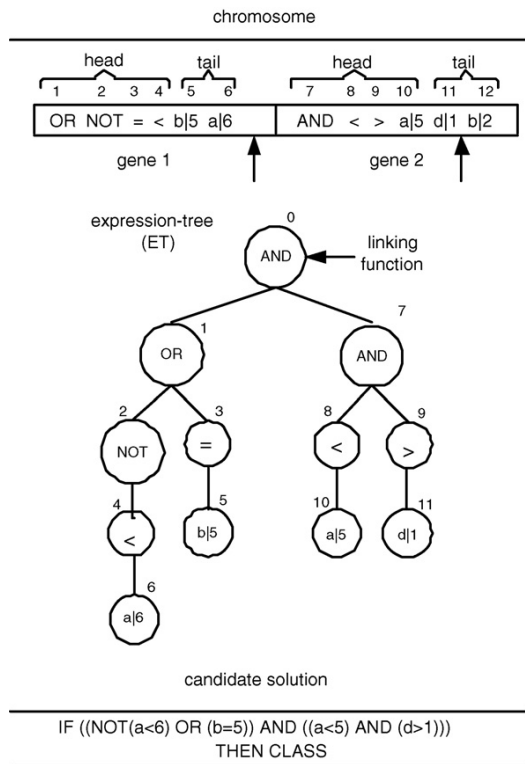 chromosome
head tail head tail
1 2 3 4 5 6 7 8 9 10 11 12
OR NOT = < b|5 a|6 AND < > a|5 d|1 b|2
gene 1 gene 2
expression-tree
(ET)
0
AND
linking
function
1
OR
7
AND
2
NOT
3
=
8
<
9
>
4
<
5
b|5
10
a|5
11
d|1
6
a|6
candidate solution
IF ((NOT(a<6) OR (b=5)) AND ((a<5) AND (d>1)))
THEN CLASS